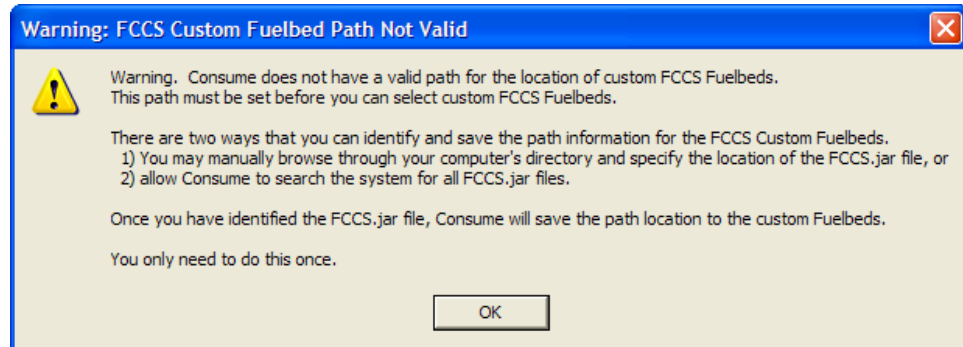 Warning: FCCS Custom Fuelbed Path Not Valid
Warning.  Consume does not have a valid path for the location of custom FCCS Fuelbeds.
This path must be set before you can select custom FCCS Fuelbeds.
There are two ways that you can identify and save the path information for the FCCS Custom Fuelbeds.
1) You may manually browse through your computer's directory and specify the location of the FCCS.jar file, or
2) allow Consume to search the system for all FCCS.jar files.
Once you have identified the FCCS.jar file, Consume will save the path location to the custom Fuelbeds.
You only need to do this once.
OK